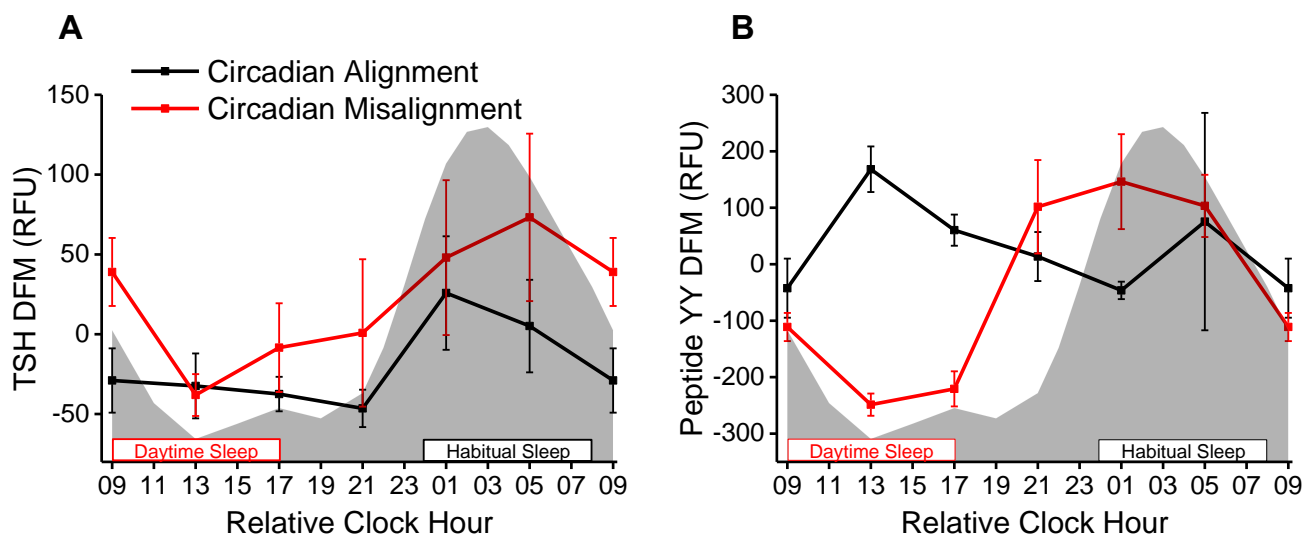 A
Circadian Alignment
Circadian Misalignment
TSH DFM (RFU)
150
100
50
0
-50
Daytime Sleep
Habitual Sleep
09 11 13 15 17 19 21 23 01 03 05 07 09
Relative Clock Hour
B
Peptide YY DFM (RFU)
300
200
100
0
-100
-200
-300
Daytime Sleep
Habitual Sleep
09 11 13 15 17 19 21 23 01 03 05 07 09
Relative Clock Hour